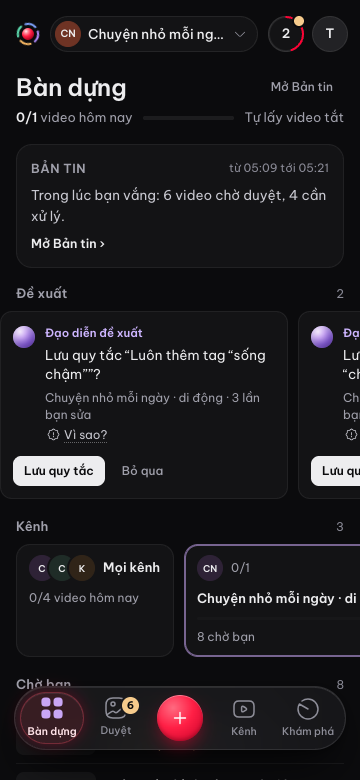 CN Chuyện nhỏ mỗi ng... 2 T
Bàn dựng Mở Bản tin
0/1 video hôm nay Tự lấy video tắt
BẢN TIN từ 05:09 tới 05:21
Trong lúc bạn vắng: 6 video chờ duyệt, 4 cần
xử lý.
Mở Bản tin ›
Đề xuất 2
Đạo diễn đề xuất
Lưu quy tắc “Luôn thêm tag “sống
chậm””?
Chuyện nhỏ mỗi ngày · di động · 3 lần
bạn sửa
Vì sao?
Lưu quy tắc Bỏ qua
Kênh 3
C C K Mọi kênh
0/4 video hôm nay
CN 0/1
Chuyện nhỏ mỗi ngày · di
8 chờ bạn
Chờ bạn 8
Bàn dựng
6
Duyệt
Kênh
Khám phá